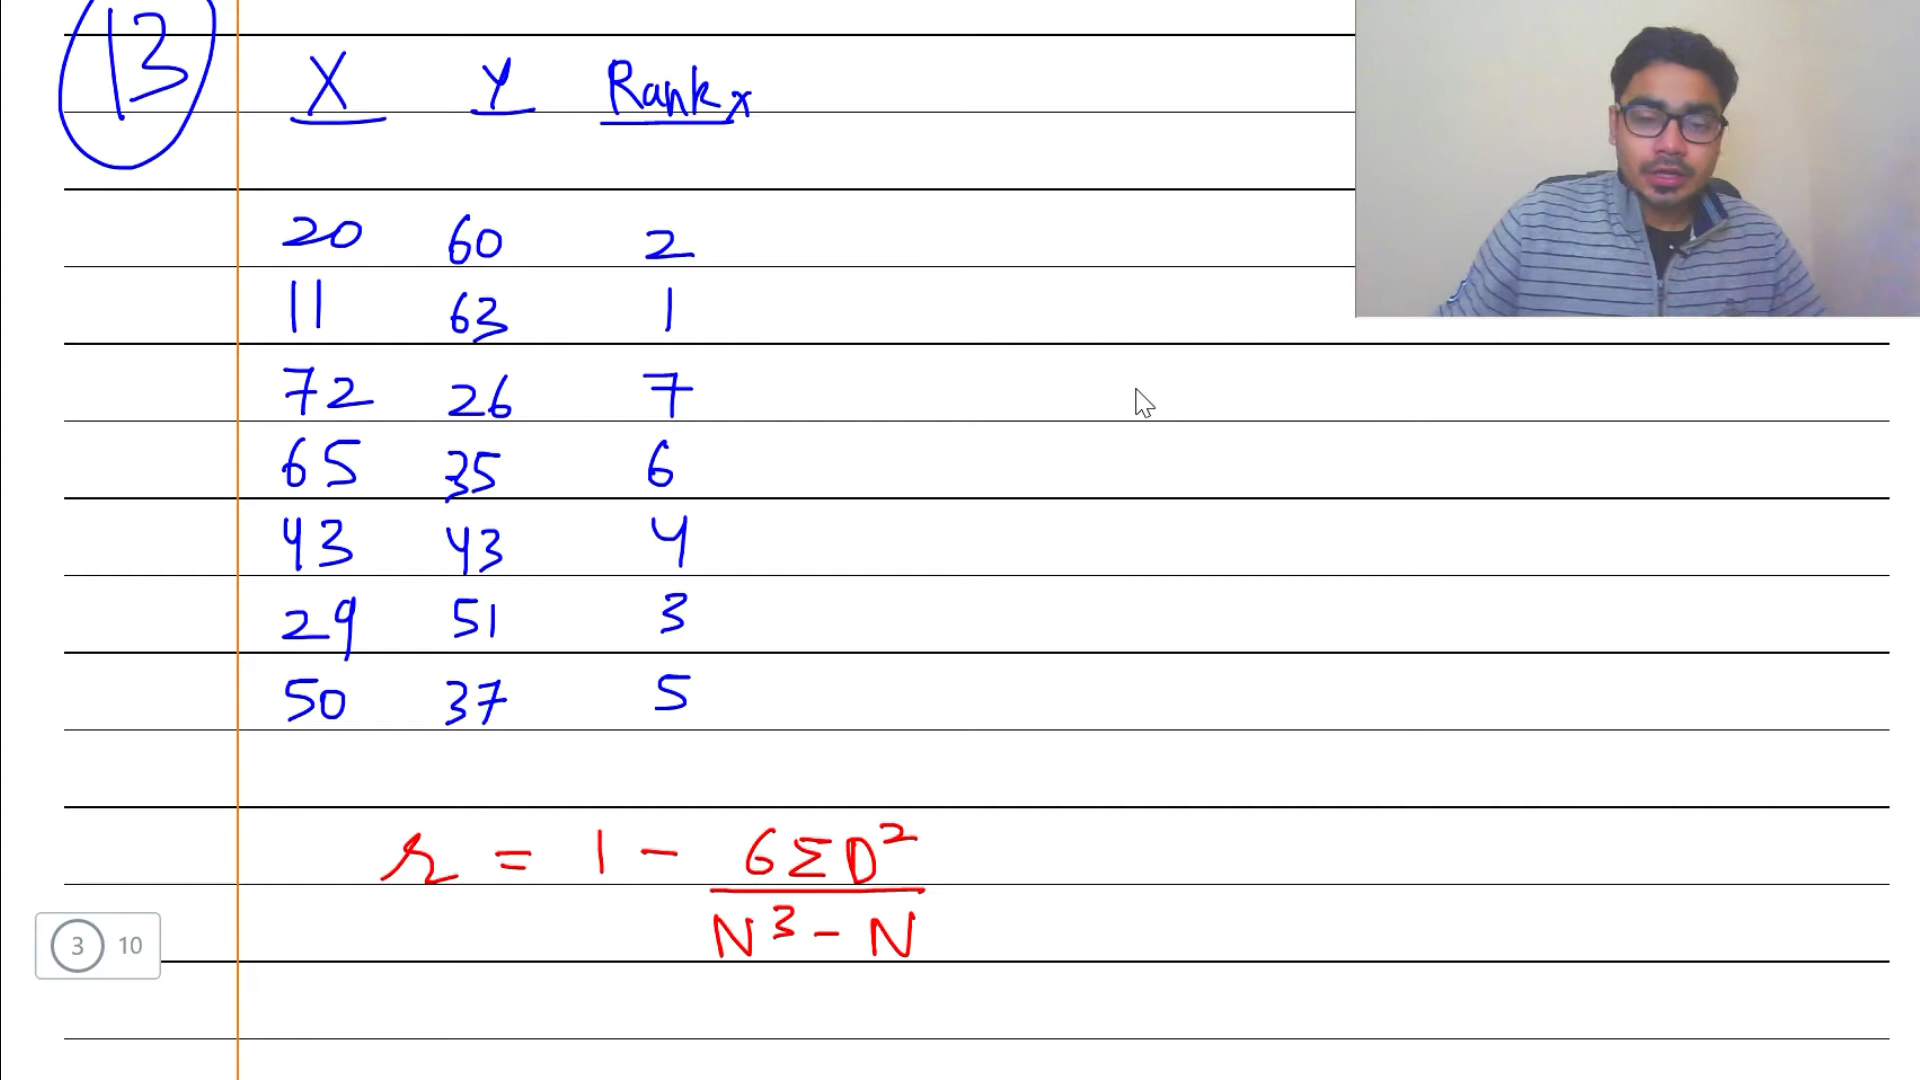 13
X Y Rank x
20 60 2
11 63 1
72 26 7
65 35 6
43 43 4
29 51 3
50 37 5
r = 1 - 6ΣD²
N³ - N
3 10